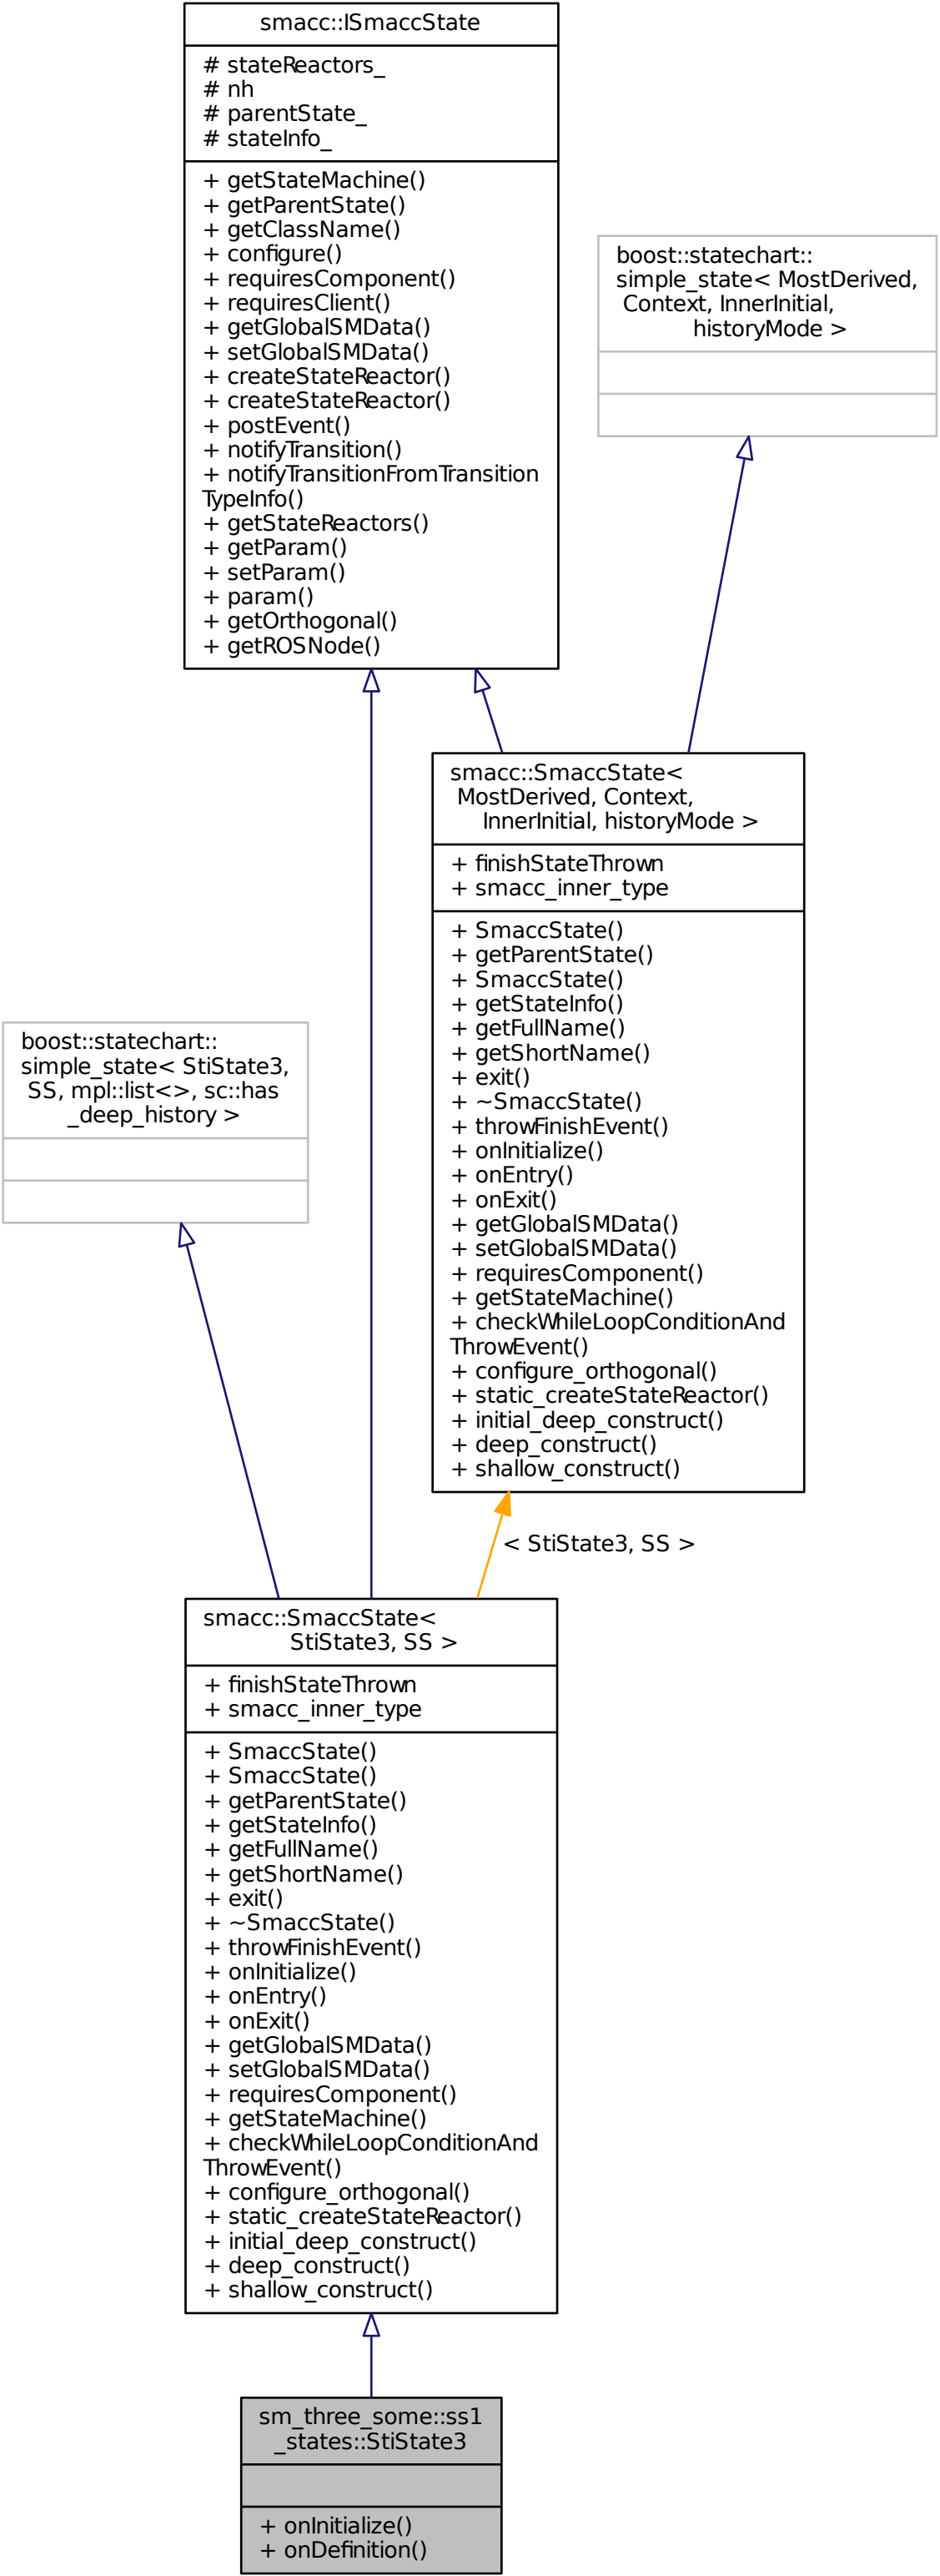 smacc::ISmaccState
# stateReactors_
# nh
# parentState_
# stateInfo_
+ getStateMachine()
+ getParentState()
+ getClassName()
+ configure()
+ requiresComponent()
+ requiresClient()
+ getGlobalSMData()
+ setGlobalSMData()
+ createStateReactor()
+ createStateReactor()
+ postEvent()
+ notifyTransition()
+ notifyTransitionFromTransition
TypeInfo()
+ getStateReactors()
+ getParam()
+ setParam()
+ param()
+ getOrthogonal()
+ getROSNode()
boost::statechart::
simple_state< MostDerived,
Context, InnerInitial,
historyMode >
smacc::SmaccState<
MostDerived, Context,
InnerInitial, historyMode >
+ finishStateThrown
+ smacc_inner_type
+ SmaccState()
+ getParentState()
+ SmaccState()
+ getStateInfo()
+ getFullName()
+ getShortName()
+ exit()
+ ~SmaccState()
+ throwFinishEvent()
+ onInitialize()
+ onEntry()
+ onExit()
+ getGlobalSMData()
+ setGlobalSMData()
+ requiresComponent()
+ getStateMachine()
+ checkWhileLoopConditionAnd
ThrowEvent()
+ configure_orthogonal()
+ static_createStateReactor()
+ initial_deep_construct()
+ deep_construct()
+ shallow_construct()
boost::statechart::
simple_state< StiState3,
SS, mpl::list<>, sc::has
_deep_history >
< StiState3, SS >
smacc::SmaccState<
StiState3, SS >
+ finishStateThrown
+ smacc_inner_type
+ SmaccState()
+ SmaccState()
+ getParentState()
+ getStateInfo()
+ getFullName()
+ getShortName()
+ exit()
+ ~SmaccState()
+ throwFinishEvent()
+ onInitialize()
+ onEntry()
+ onExit()
+ getGlobalSMData()
+ setGlobalSMData()
+ requiresComponent()
+ getStateMachine()
+ checkWhileLoopConditionAnd
ThrowEvent()
+ configure_orthogonal()
+ static_createStateReactor()
+ initial_deep_construct()
+ deep_construct()
+ shallow_construct()
sm_three_some::ss1
_states::StiState3
+ onInitialize()
+ onDefinition()